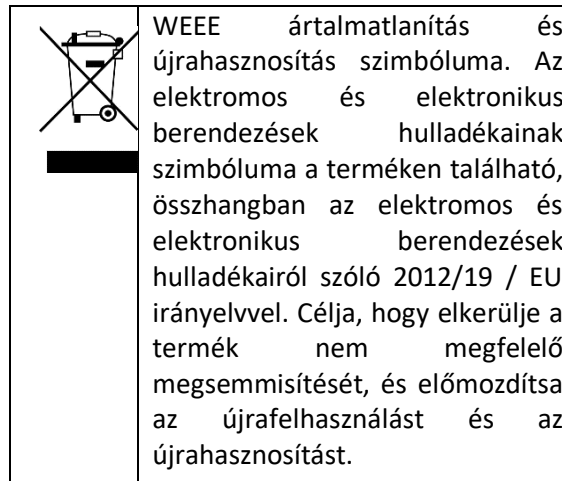 WEEE ártalmatlanítás és
újrahasznosítás szimbóluma. Az
elektromos és elektronikus
berendezések hulladékainak
szimbóluma a terméken található,
összhangban az elektromos és
elektronikus berendezések
hulladékairól szóló 2012/19 / EU
irányelvvel. Célja, hogy elkerülje a
termék nem megfelelő
megsemmisítését, és előmozdítsa
az újrafelhasználást és az
újrahasznosítást.